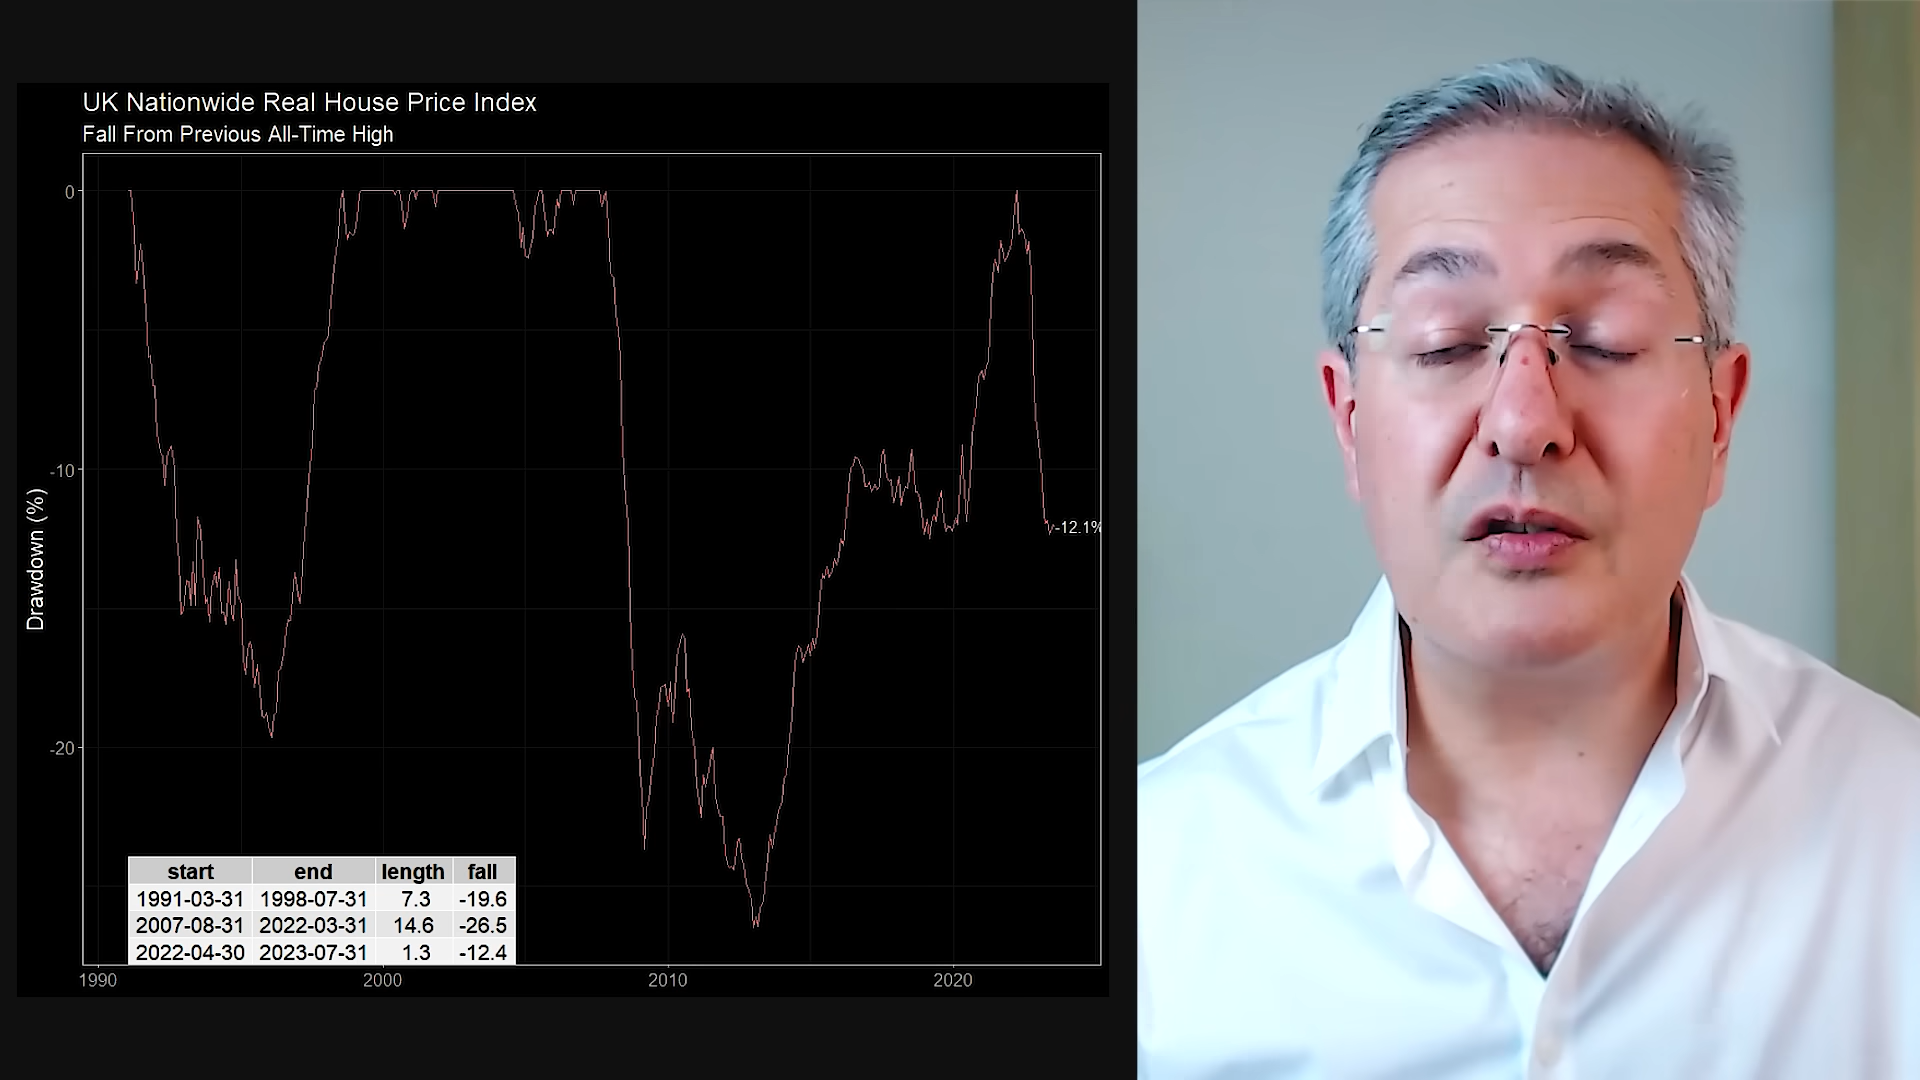 UK Nationwide Real House Price Index
Fall From Previous All-Time High
0
-10
-20
Drawdown (%)
-12.1%
start end length fall
1991-03-31 1998-07-31 7.3 -19.6
2007-08-31 2022-03-31 14.6 -26.5
2022-04-30 2023-07-31 1.3 -12.4
1990 2000 2010 2020